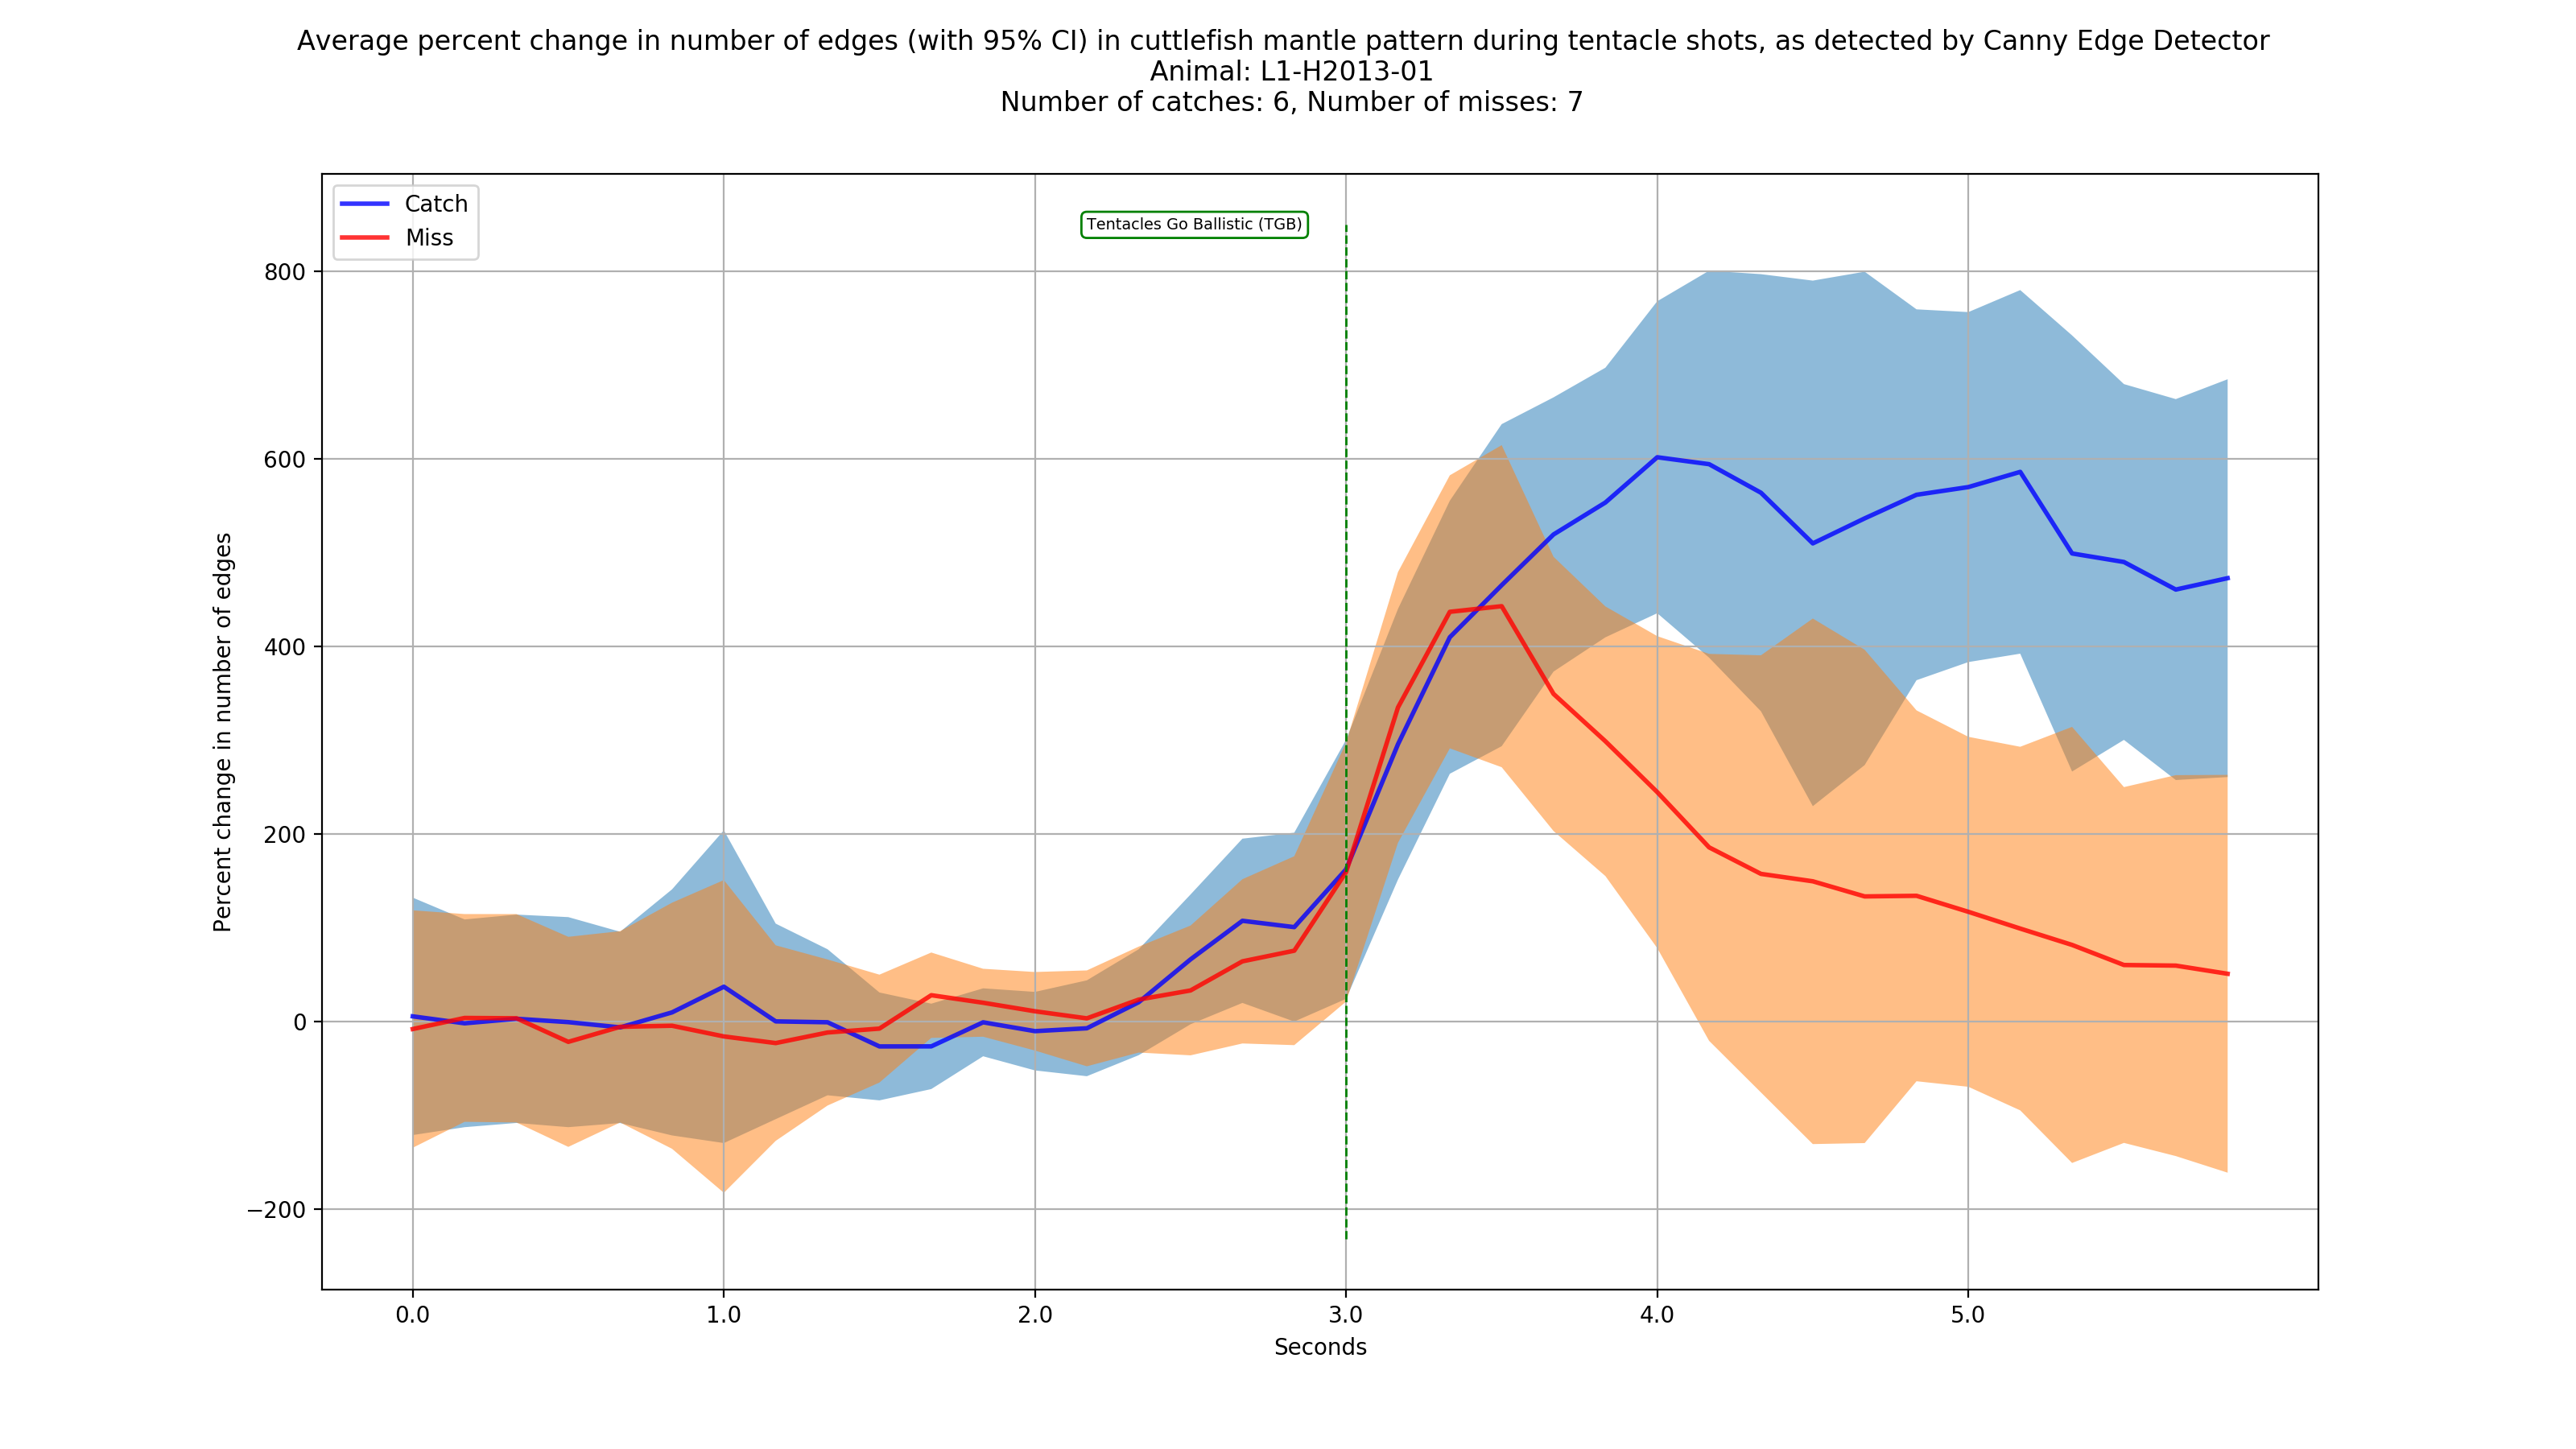 Average percent change in number of edges (with 95% CI) in cuttlefish mantle pattern during tentacle shots, as detected by Canny Edge Detector
Animal: L1-H2013-01
Number of catches: 6, Number of misses: 7
Catch
Miss
Tentacles Go Ballistic (TGB)
800
600
400
200
0
−200
Percent change in number of edges
0.0 1.0 2.0 3.0 4.0 5.0
Seconds